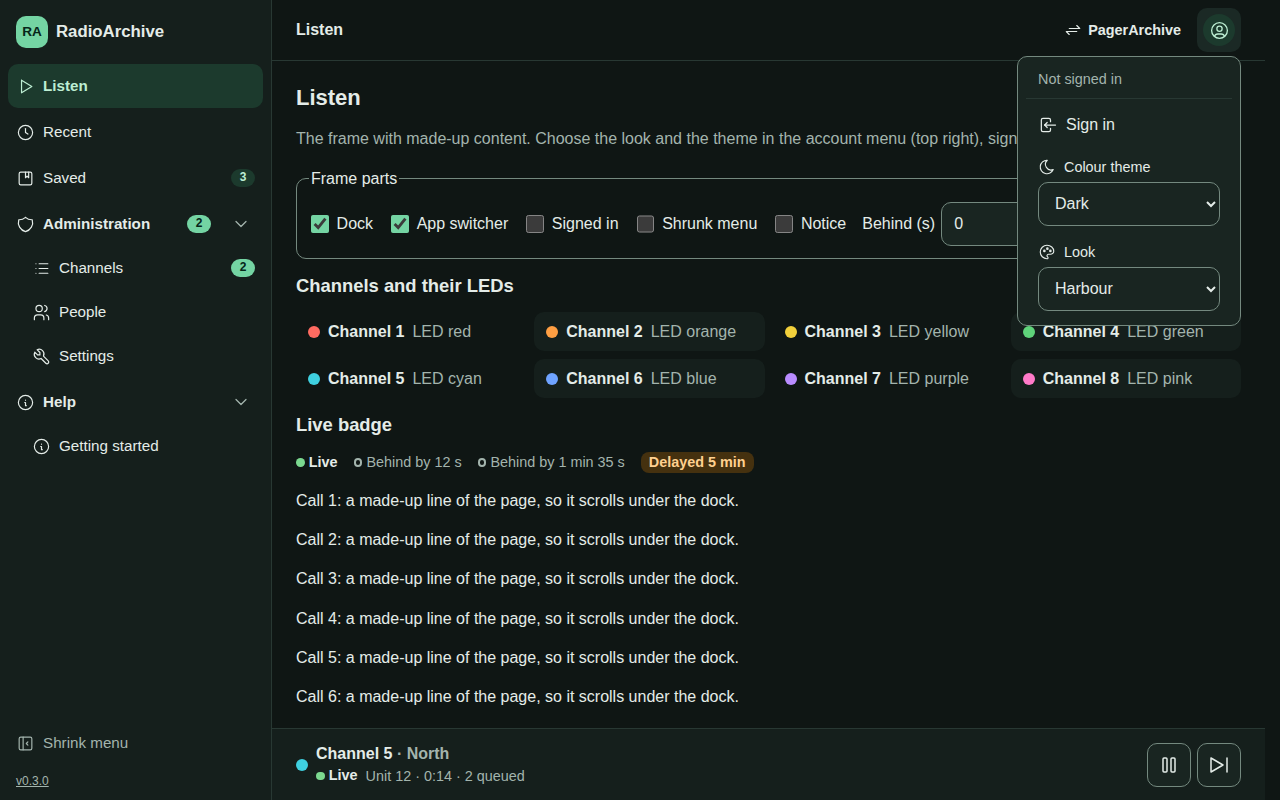 RA RadioArchive
Listen
Recent
Saved 3
Administration 2
Channels 2
People
Settings
Help
Getting started
Shrink menu
v0.3.0
Listen
PagerArchive
Not signed in
Sign in
Colour theme
Dark
Look
Harbour
Listen
The frame with made-up content. Choose the look and the theme in the account menu (top right), sign
Frame parts
Dock App switcher Signed in Shrunk menu Notice Behind (s) 0
Channels and their LEDs
Channel 1 LED red Channel 2 LED orange Channel 3 LED yellow Channel 4 LED green
Channel 5 LED cyan Channel 6 LED blue Channel 7 LED purple Channel 8 LED pink
Live badge
Live Behind by 12 s Behind by 1 min 35 s Delayed 5 min
Call 1: a made-up line of the page, so it scrolls under the dock.
Call 2: a made-up line of the page, so it scrolls under the dock.
Call 3: a made-up line of the page, so it scrolls under the dock.
Call 4: a made-up line of the page, so it scrolls under the dock.
Call 5: a made-up line of the page, so it scrolls under the dock.
Call 6: a made-up line of the page, so it scrolls under the dock.
Channel 5 · North
Live Unit 12 · 0:14 · 2 queued